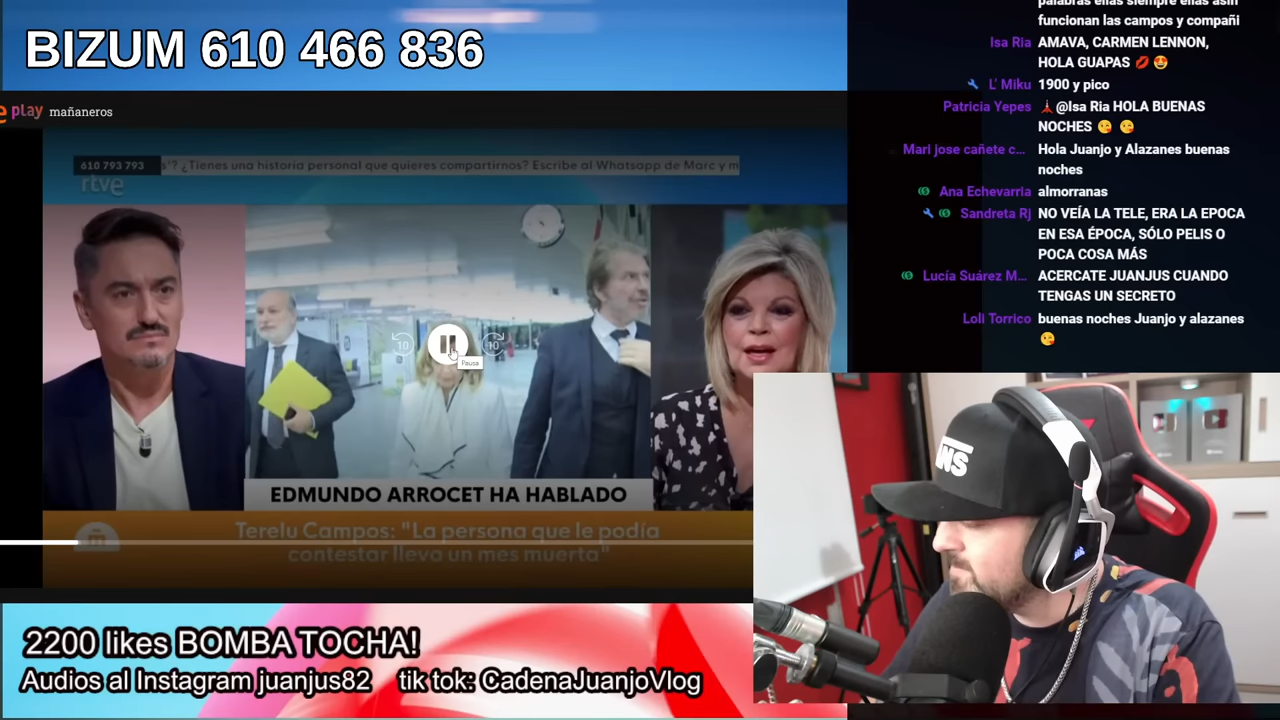 BIZUM 610 466 836
e play mañaneros
610 793 793 s'? ¿Tienes una historia personal que quieres compartirnos? Escribe al Whatsapp de Marc y m
rtve
10
10
Pausa
EDMUNDO ARROCET HA HABLADO
Terelu Campos: "La persona que le podía
contestar lleva un mes muerta"
2200 likes BOMBA TOCHA!
Audios al Instagram juanjus82 tik tok: CadenaJuanjoVlog
palabras ellas siempre ellas asin
funcionan las campos y compañi
Isa Ria AMAVA, CARMEN LENNON,
HOLA GUAPAS 💋 😍
L' Miku 1900 y pico
Patricia Yepes 🗼@Isa Ria HOLA BUENAS
NOCHES 😘 😘
Mari jose cañete c... Hola Juanjo y Alazanes buenas
noches
Ana Echevarria almorranas
Sandreta Rj NO VEÍA LA TELE, ERA LA EPOCA
EN ESA ÉPOCA, SÓLO PELIS O
POCA COSA MÁS
Lucía Suárez M... ACERCATE JUANJUS CUANDO
TENGAS UN SECRETO
Loli Torrico buenas noches Juanjo y alazanes
😘
ANS